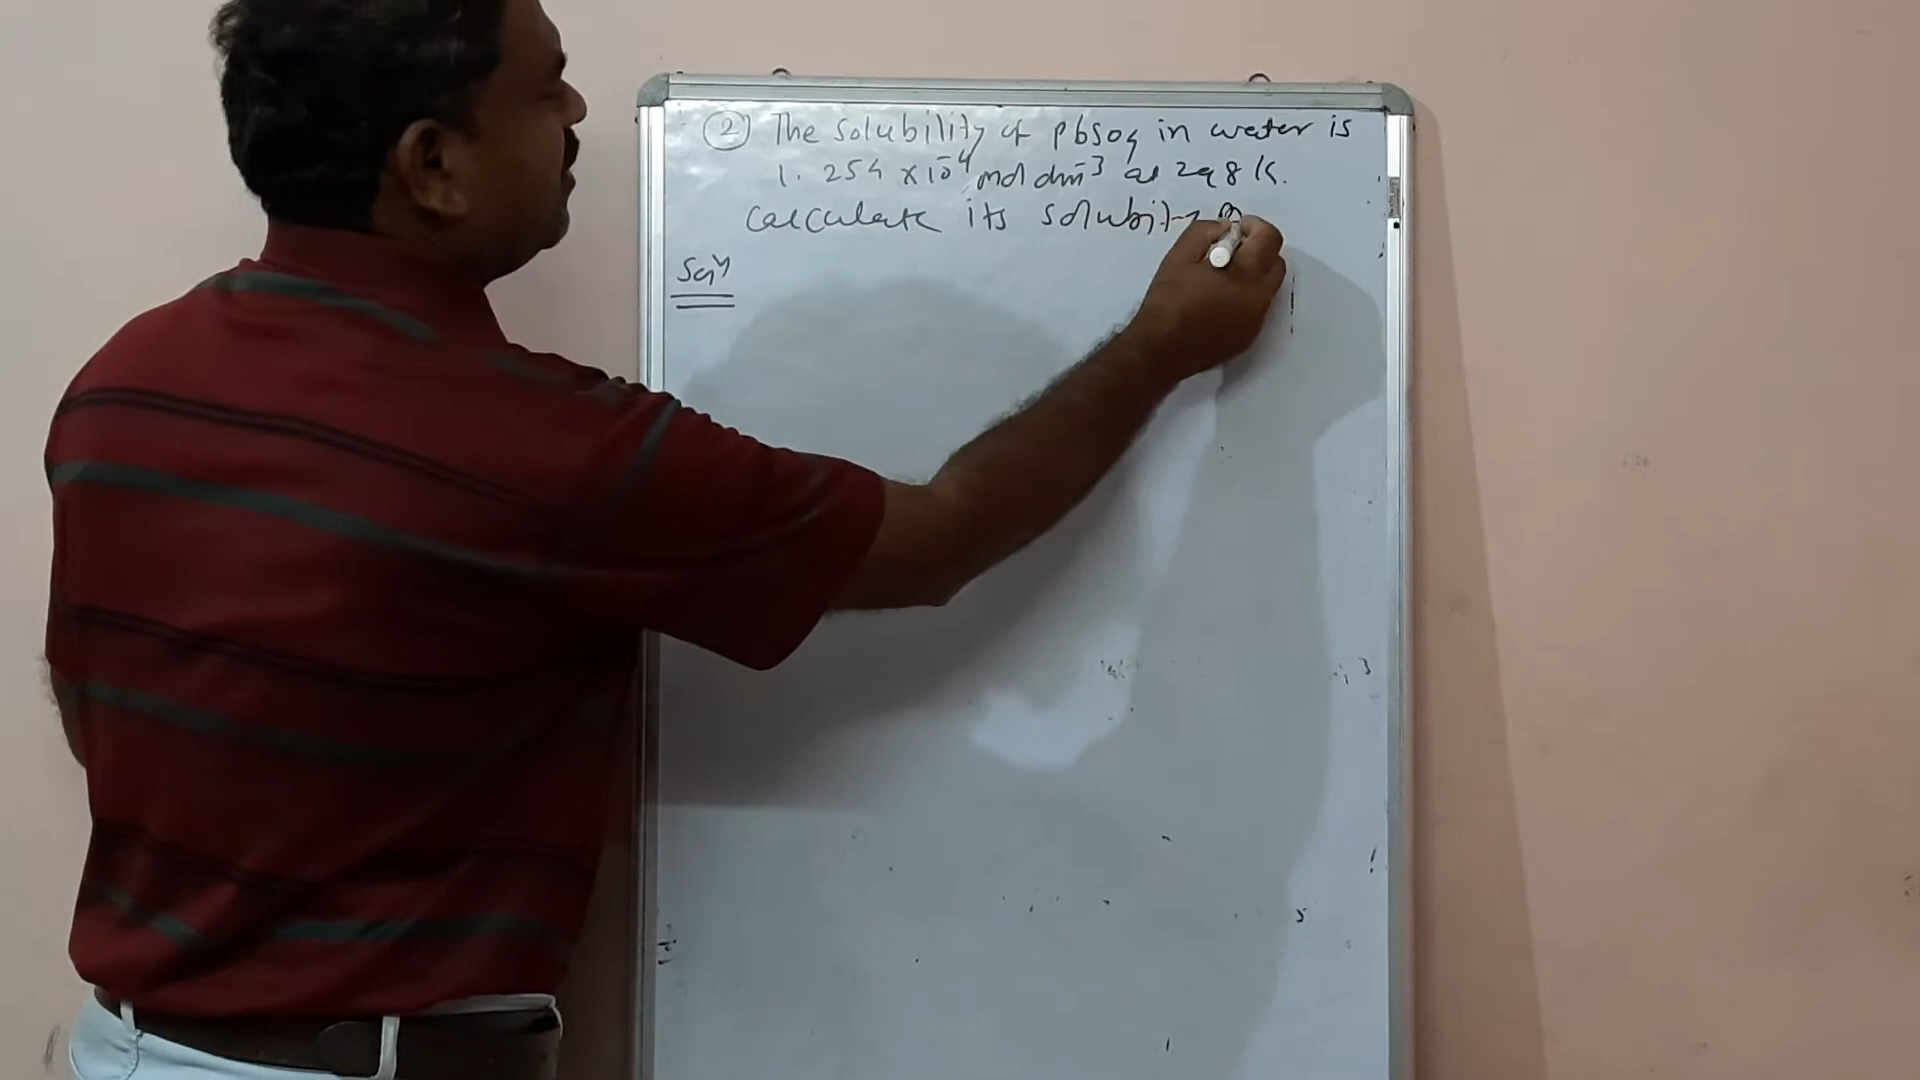 ② The solubility of PbSO4 in water is
1.254 × 10⁻⁴ mol dm⁻³ at 298 K.
Calculate its solubility
Solⁿ